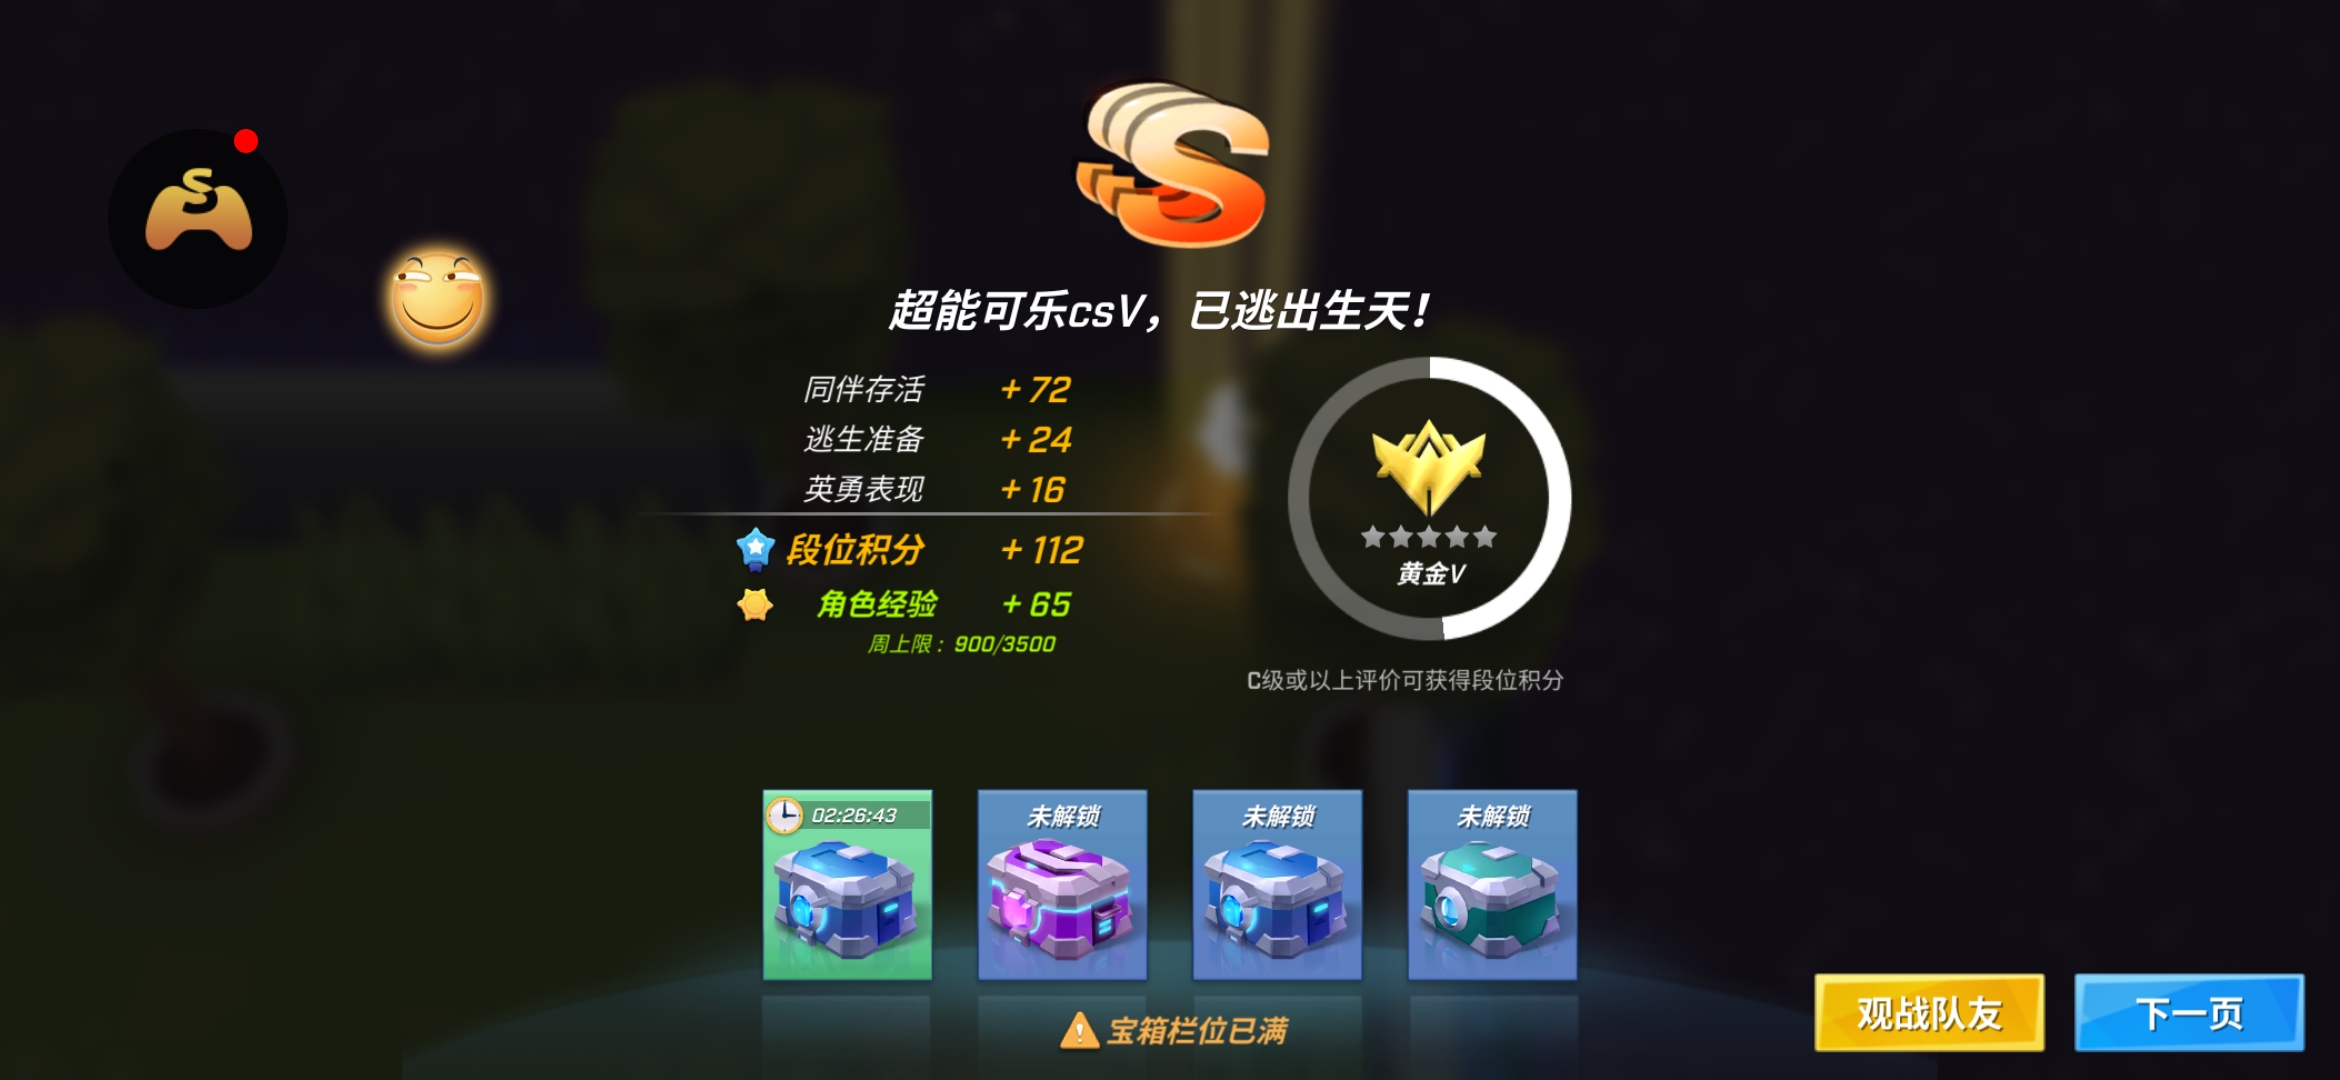 S
S
超能可乐csV，已逃出生天！
同伴存活 +72
逃生准备 +24
英勇表现 +16
段位积分 +112
角色经验 +65
周上限：900/3500
黄金V
C级或以上评价可获得段位积分
02:26:43
未解锁
未解锁
未解锁
宝箱栏位已满
观战队友
下一页